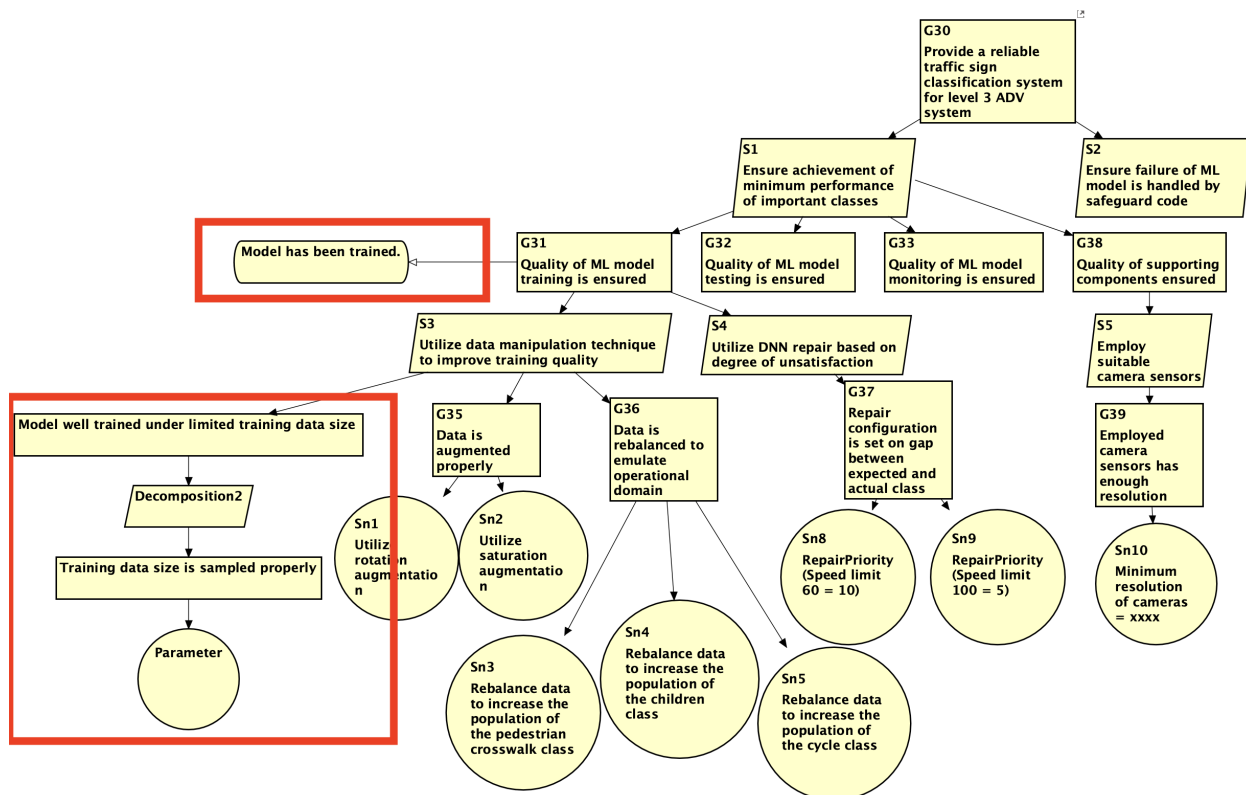 G30
Provide a reliable
traffic sign
classification system
for level 3 ADV
system
S1
Ensure achievement of
minimum performance
of important classes
S2
Ensure failure of ML
model is handled by
safeguard code
Model has been trained.
G31
Quality of ML model
training is ensured
G32
Quality of ML model
testing is ensured
G33
Quality of ML model
monitoring is ensured
G38
Quality of supporting
components ensured
S3
Utilize data manipulation technique
to improve training quality
S4
Utilize DNN repair based on
degree of unsatisfaction
S5
Employ
suitable
camera sensors
Model well trained under limited training data size
G35
Data is
augmented
properly
G36
Data is
rebalanced to
emulate
operational
domain
G37
Repair
configuration
is set on gap
between
expected and
actual class
G39
Employed
camera
sensors has
enough
resolution
Decomposition2
Training data size is sampled properly
Parameter
Sn1
Utilize
rotation
augmentatio
n
Sn2
Utilize
saturation
augmentatio
n
Sn8
RepairPriority
(Speed limit
60 = 10)
Sn9
RepairPriority
(Speed limit
100 = 5)
Sn10
Minimum
resolution
of cameras
= xxxx
Sn3
Rebalance data
to increase the
population of
the pedestrian
crosswalk class
Sn4
Rebalance data
to increase the
population of
the children
class
Sn5
Rebalance data
to increase the
population of
the cycle class